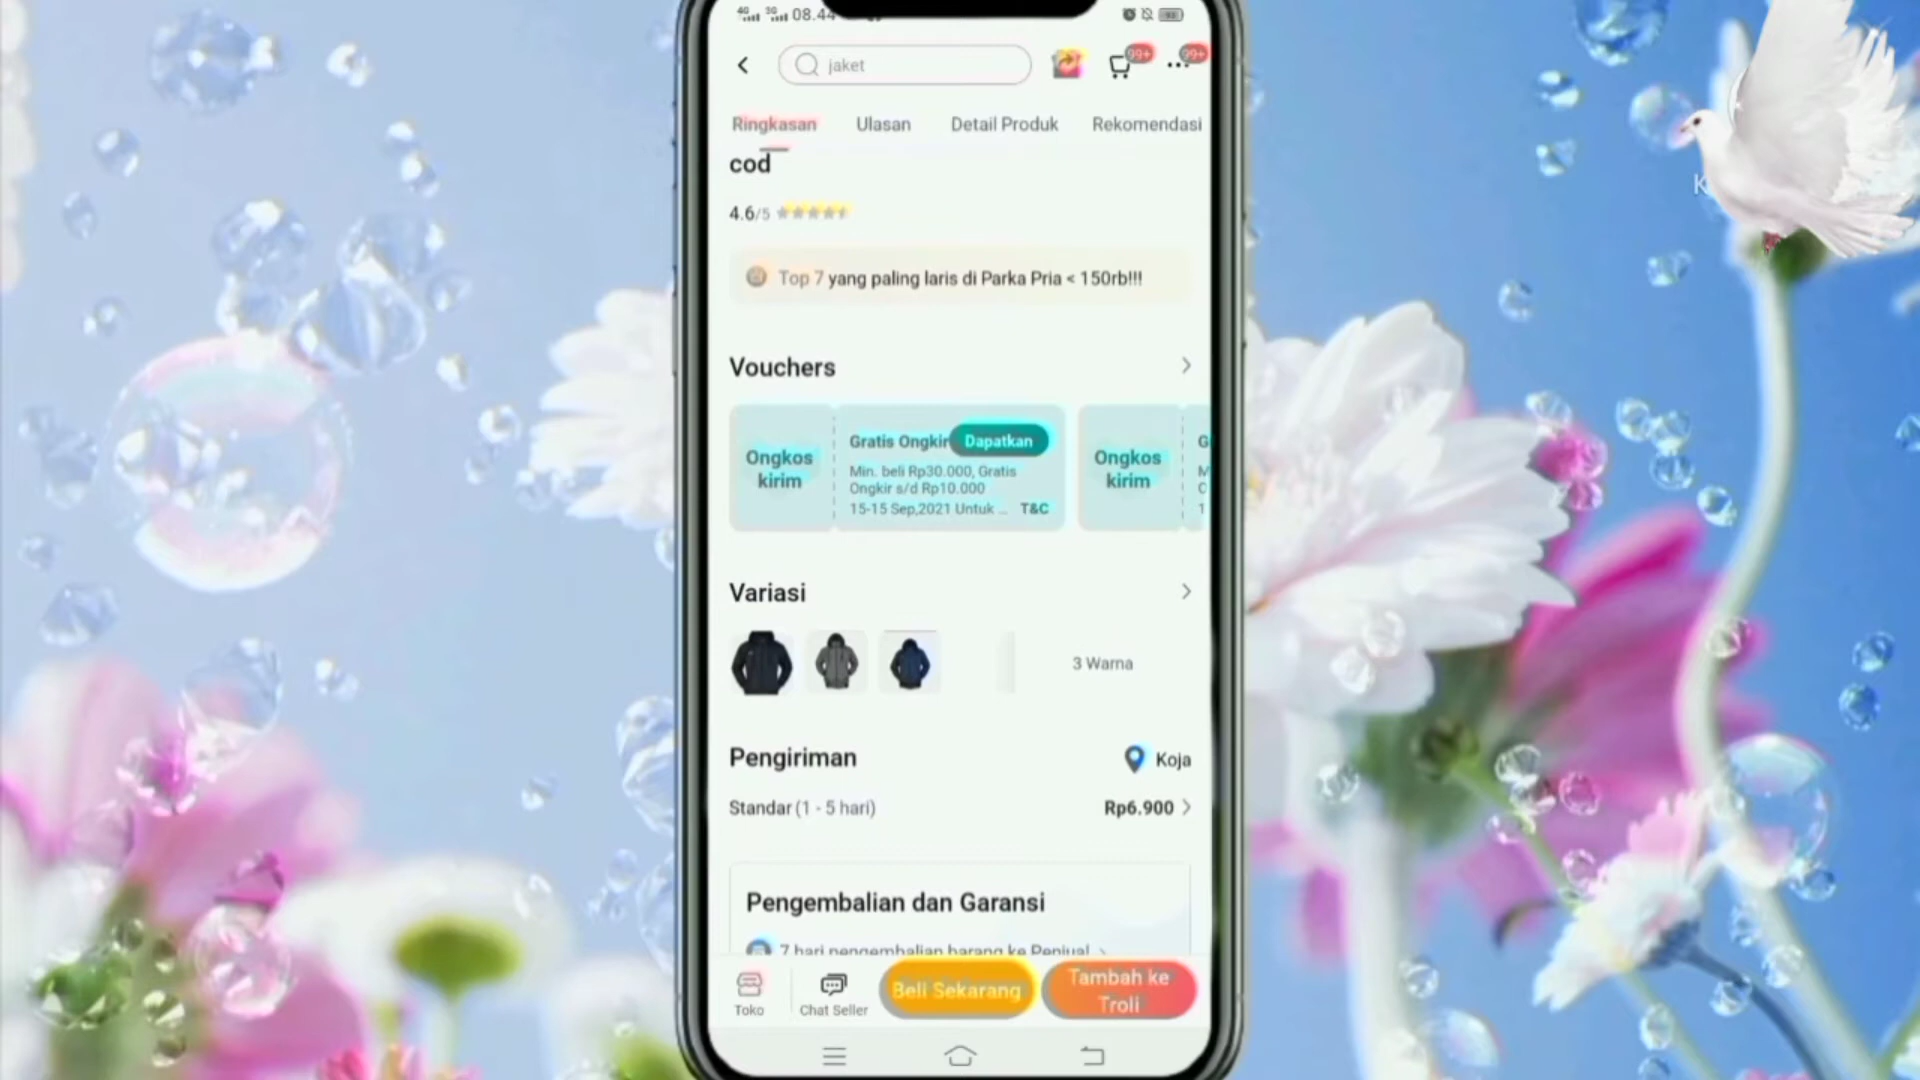 4G 5G 08.44
jaket
99+ 99+
Ringkasan Ulasan Detail Produk Rekomendasi
cod
4.6/5
Top 7 yang paling laris di Parka Pria < 150rb!!!
Vouchers
Ongkos
kirim
Gratis Ongkir
Dapatkan
Min. beli Rp30.000, Gratis
Ongkir s/d Rp10.000
15-15 Sep,2021 Untuk ... T&C
Ongkos
kirim
Variasi
3 Warna
Pengiriman Koja
Standar (1 - 5 hari) Rp6.900
Pengembalian dan Garansi
7 hari pengembalian barang ke Penjual
Toko
Chat Seller
Beli Sekarang
Tambah ke
Troli